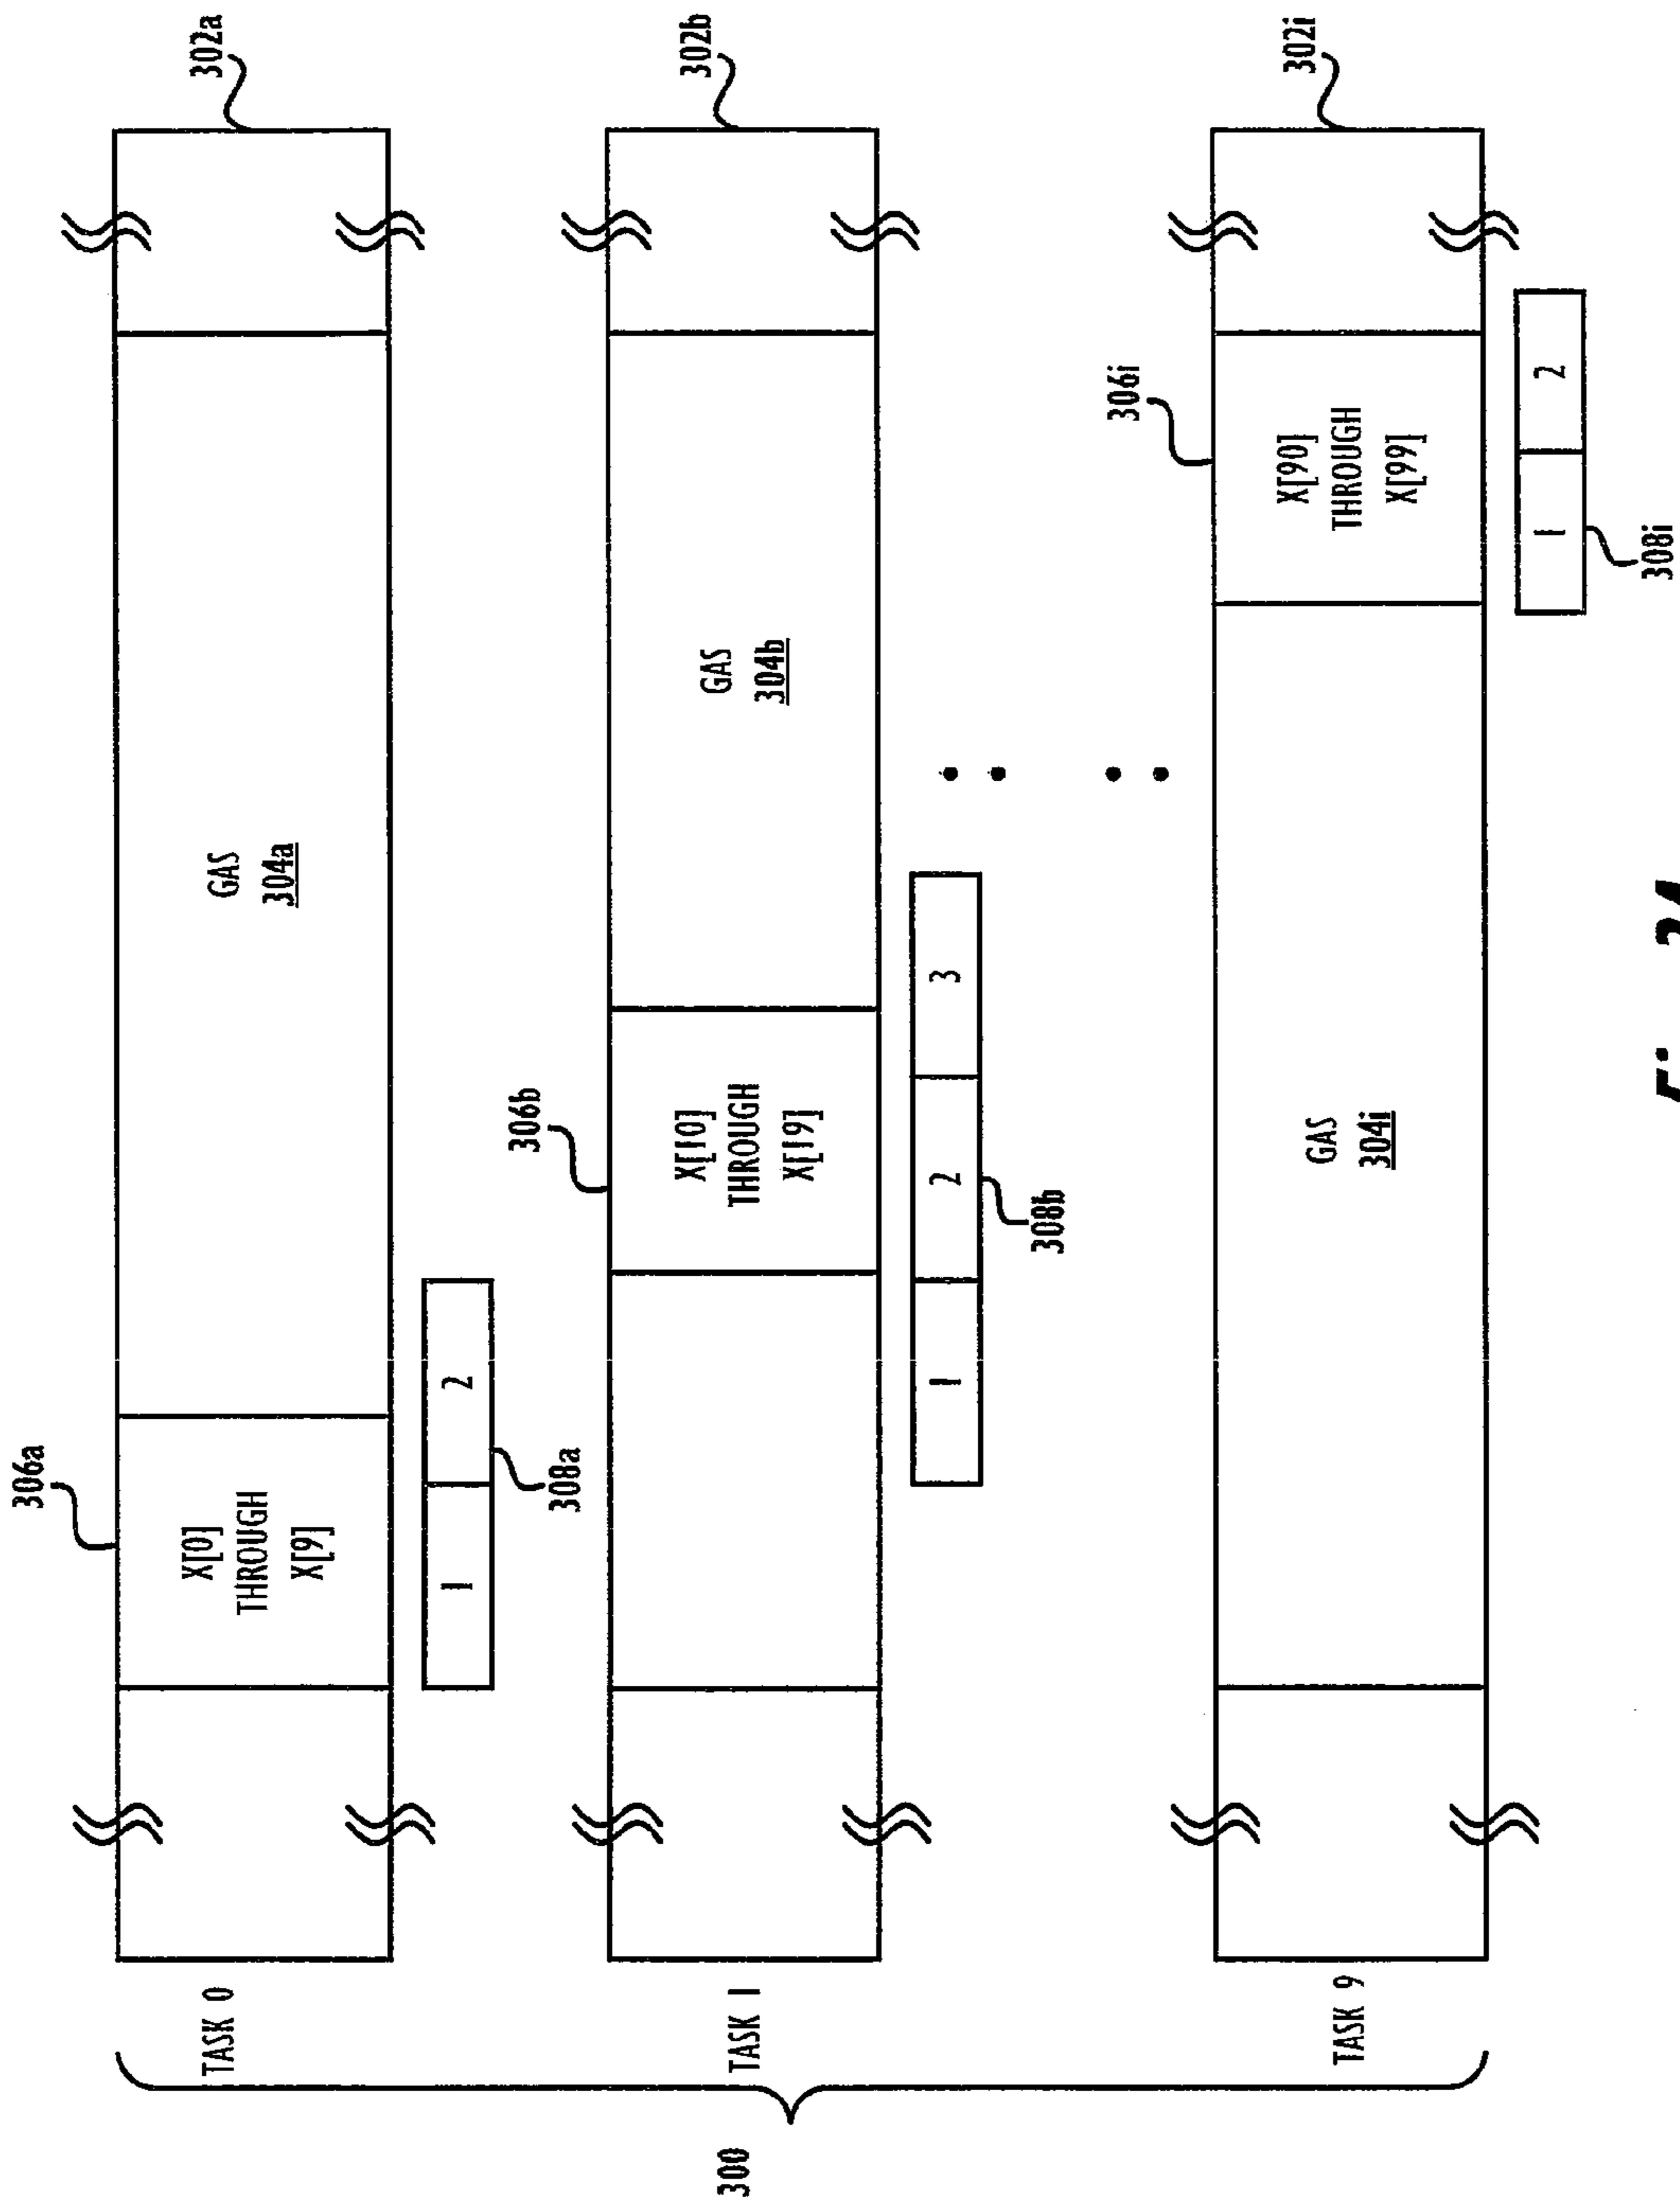 306a
302a
TASK 0
X[0]
THROUGH
X[9]
GAS
304a
1
2
308a
306b
302b
300
TASK 1
X[10]
THROUGH
X[19]
GAS
304b
1
2
3
308b
306i
302i
TASK 9
GAS
304i
X[90]
THROUGH
X[99]
1
2
308i